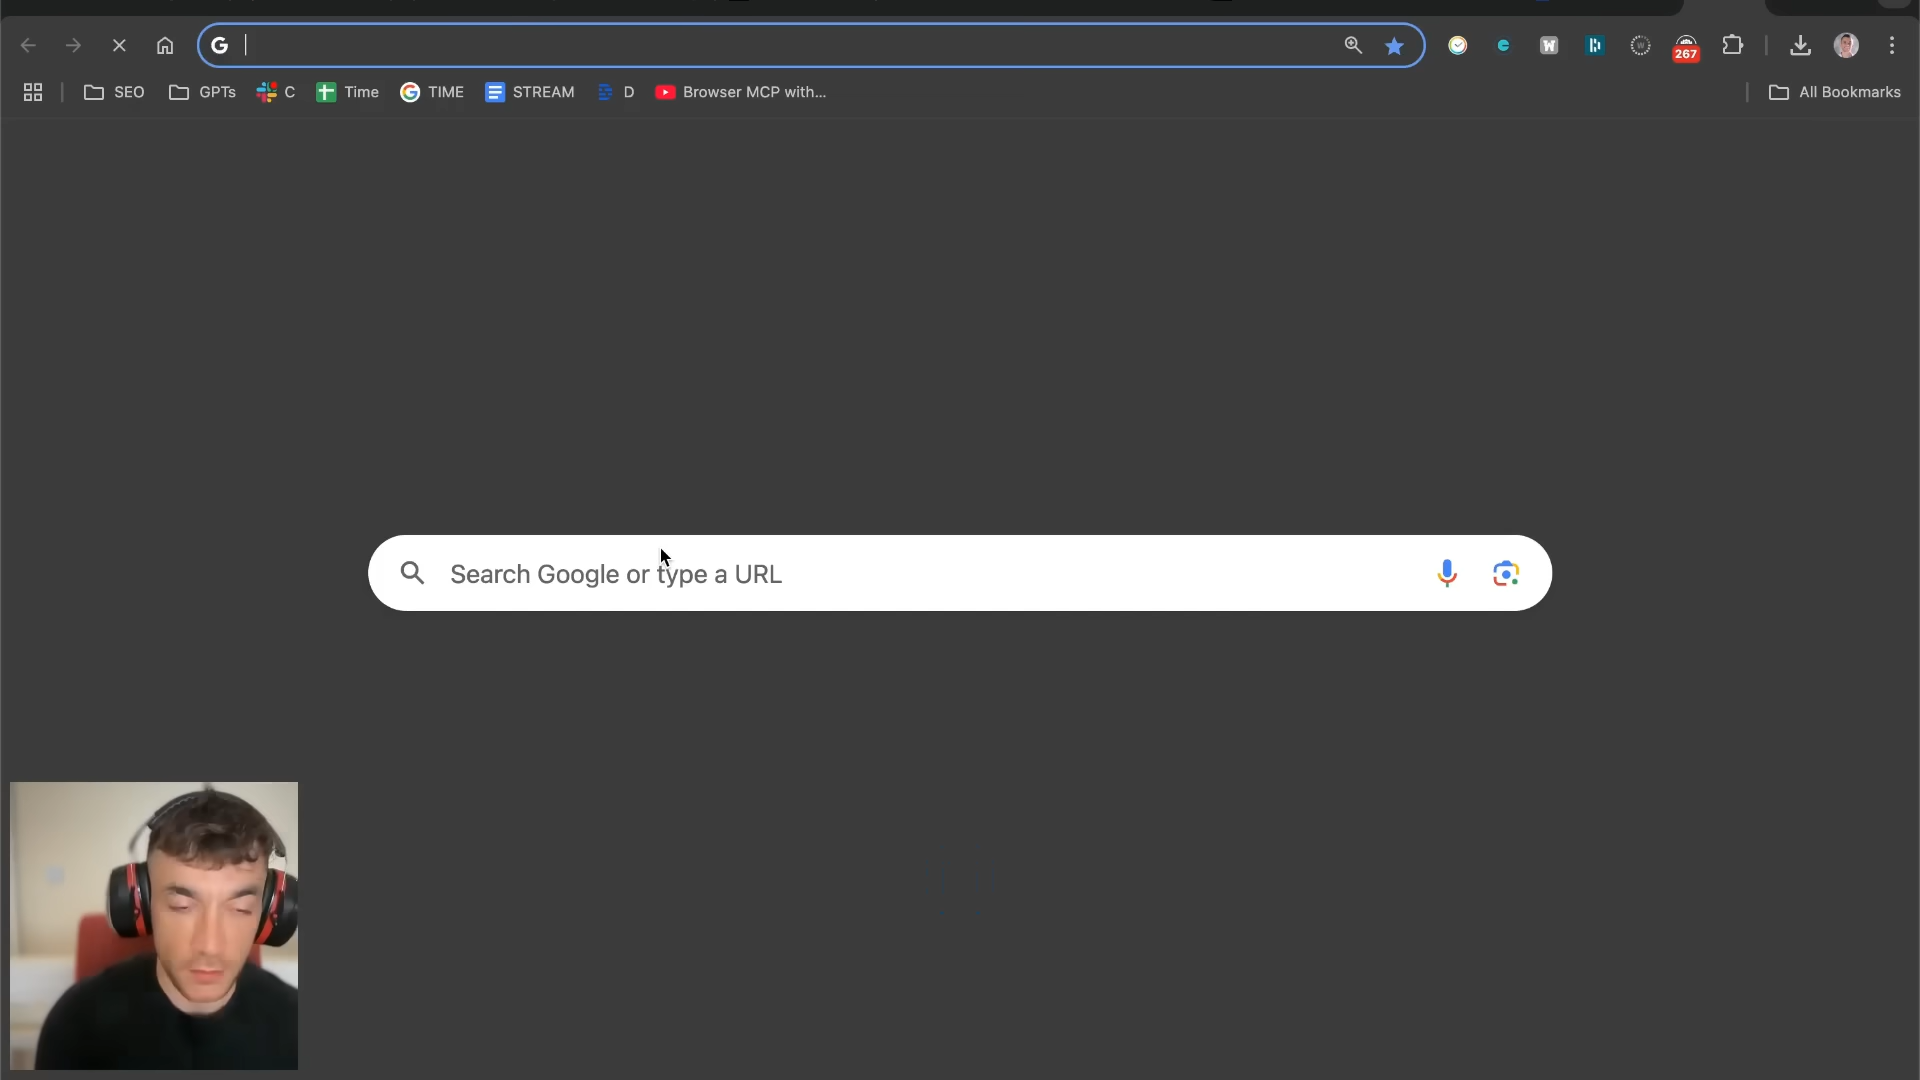 G
W
267
SEO
GPTs
C
Time
TIME
STREAM
D
Browser MCP with...
All Bookmarks
Search Google or type a URL